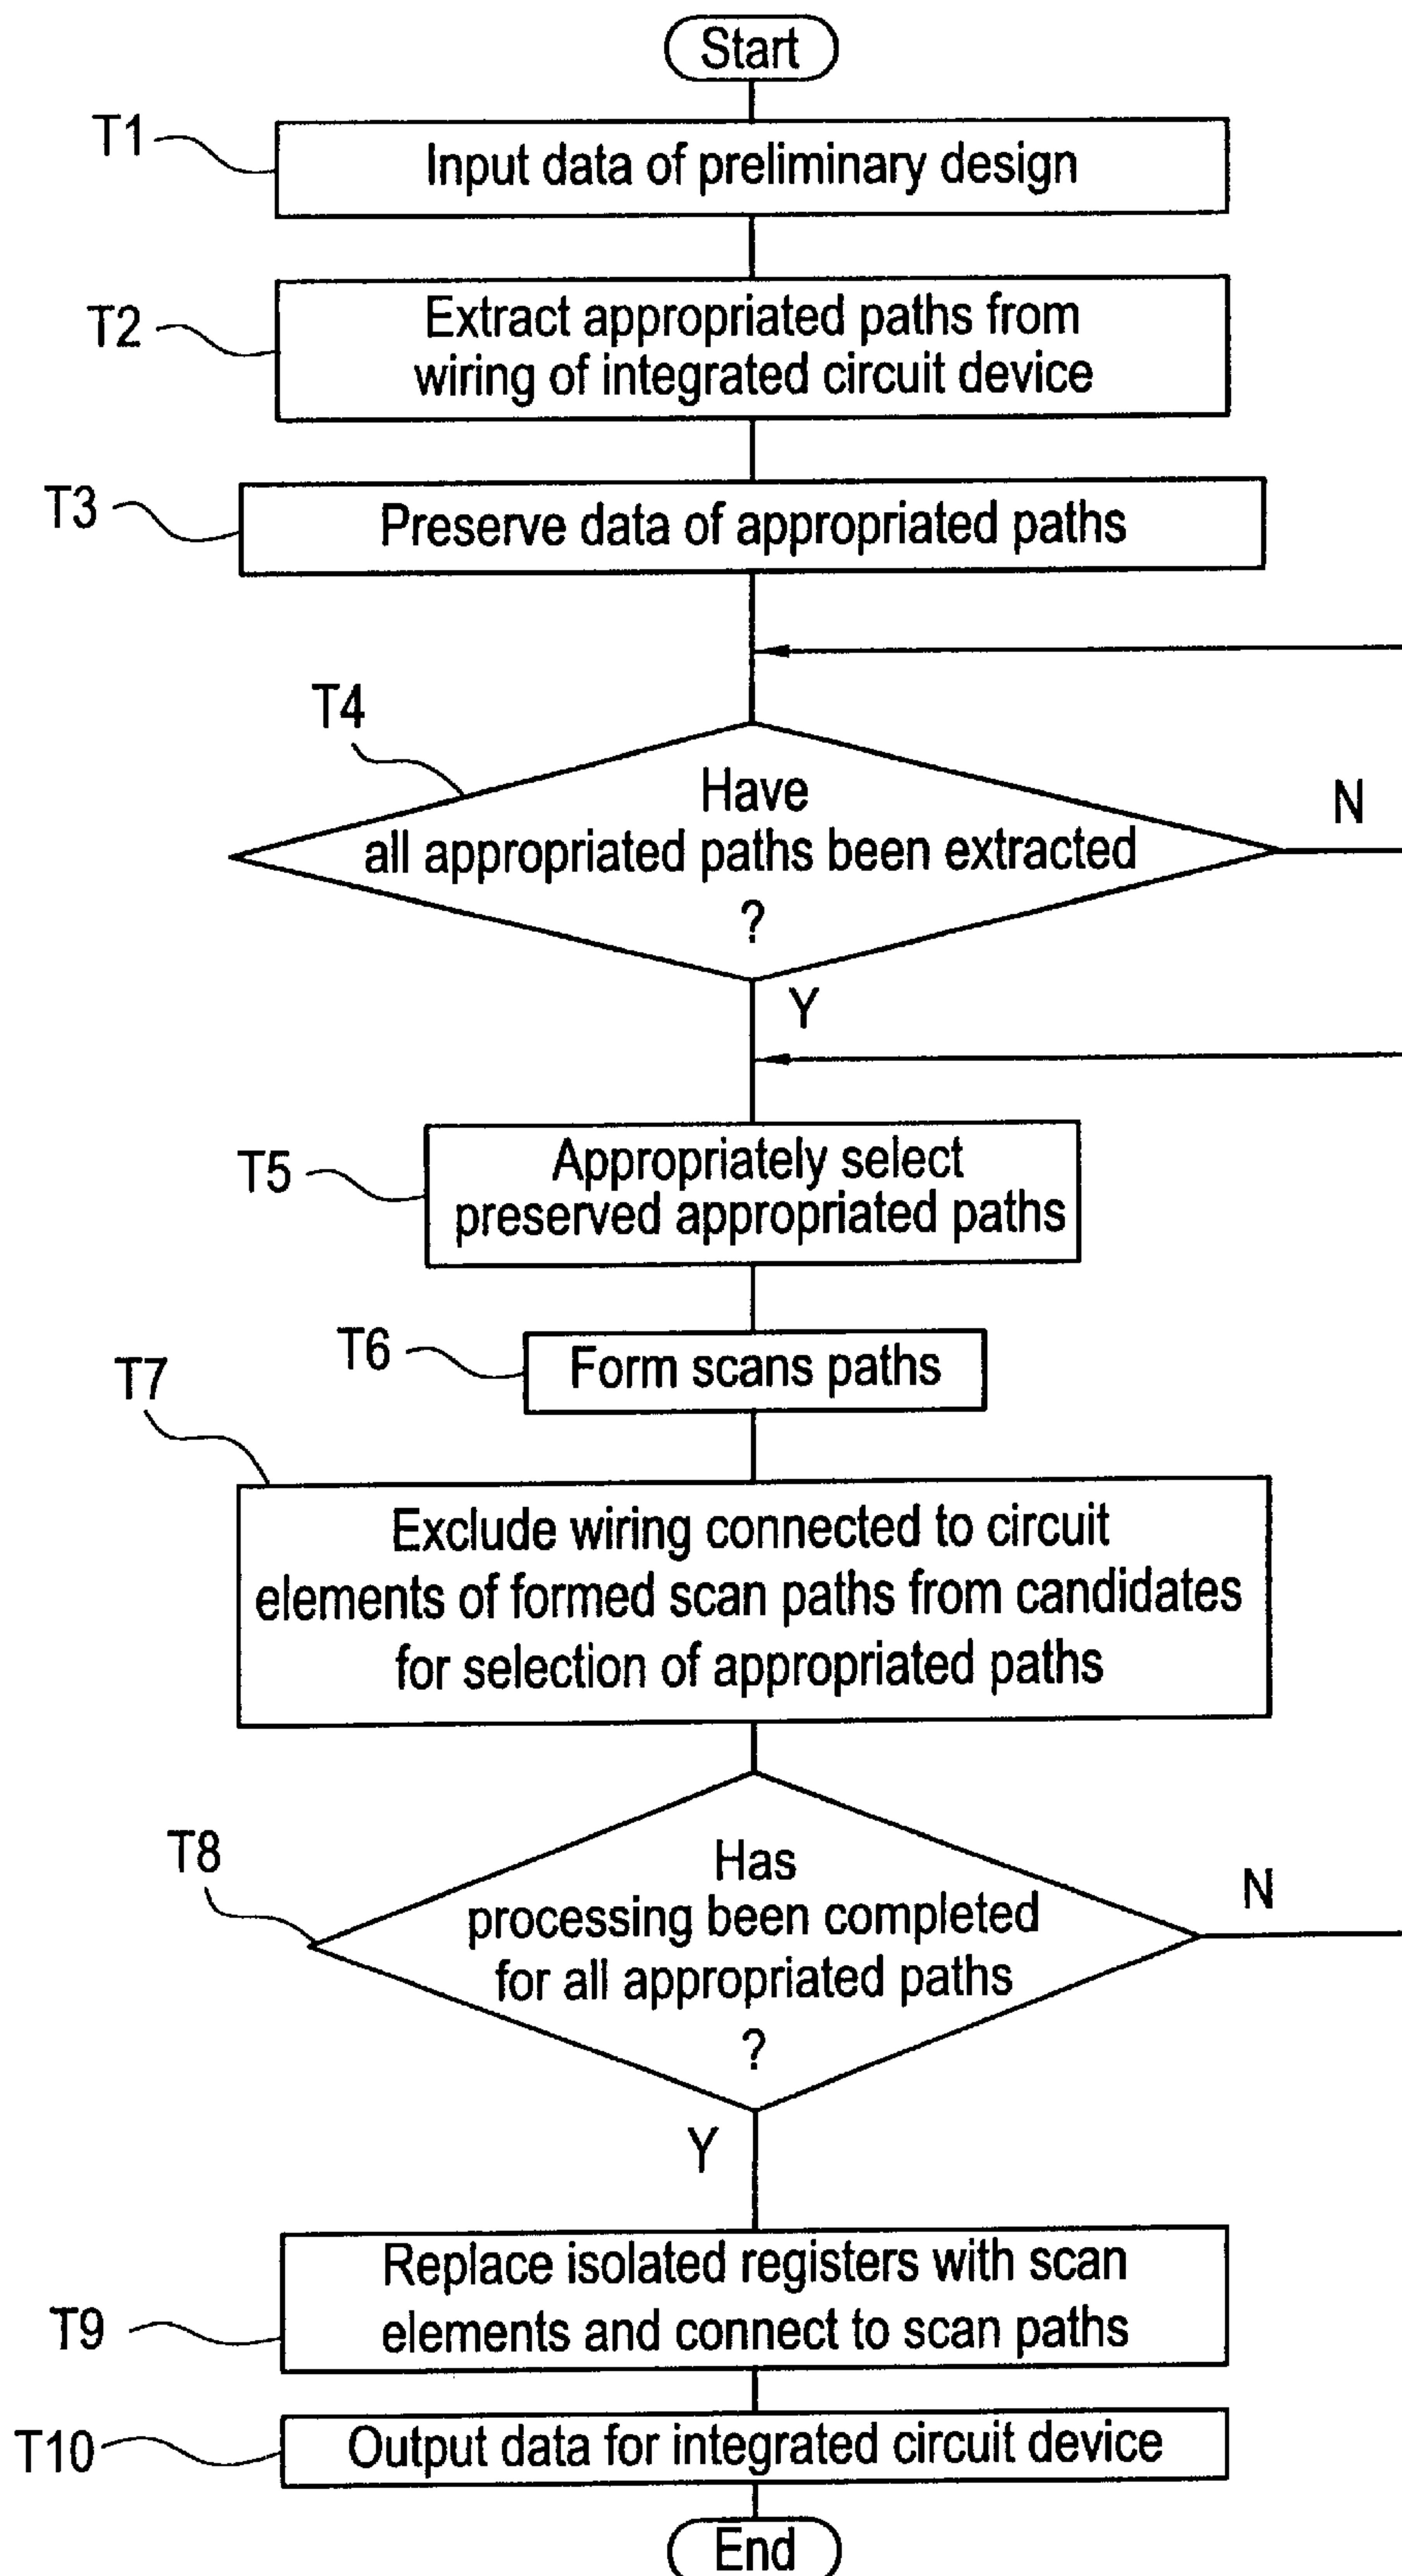 Start
T1
Input data of preliminary design
T2
Extract appropriated paths from
wiring of integrated circuit device
T3
Preserve data of appropriated paths
T4
Have
all appropriated paths been extracted
?
N
Y
T5
Appropriately select
preserved appropriated paths
T6
Form scans paths
T7
Exclude wiring connected to circuit
elements of formed scan paths from candidates
for selection of appropriated paths
T8
Has
processing been completed
for all appropriated paths
?
N
Y
T9
Replace isolated registers with scan
elements and connect to scan paths
T10
Output data for integrated circuit device
End